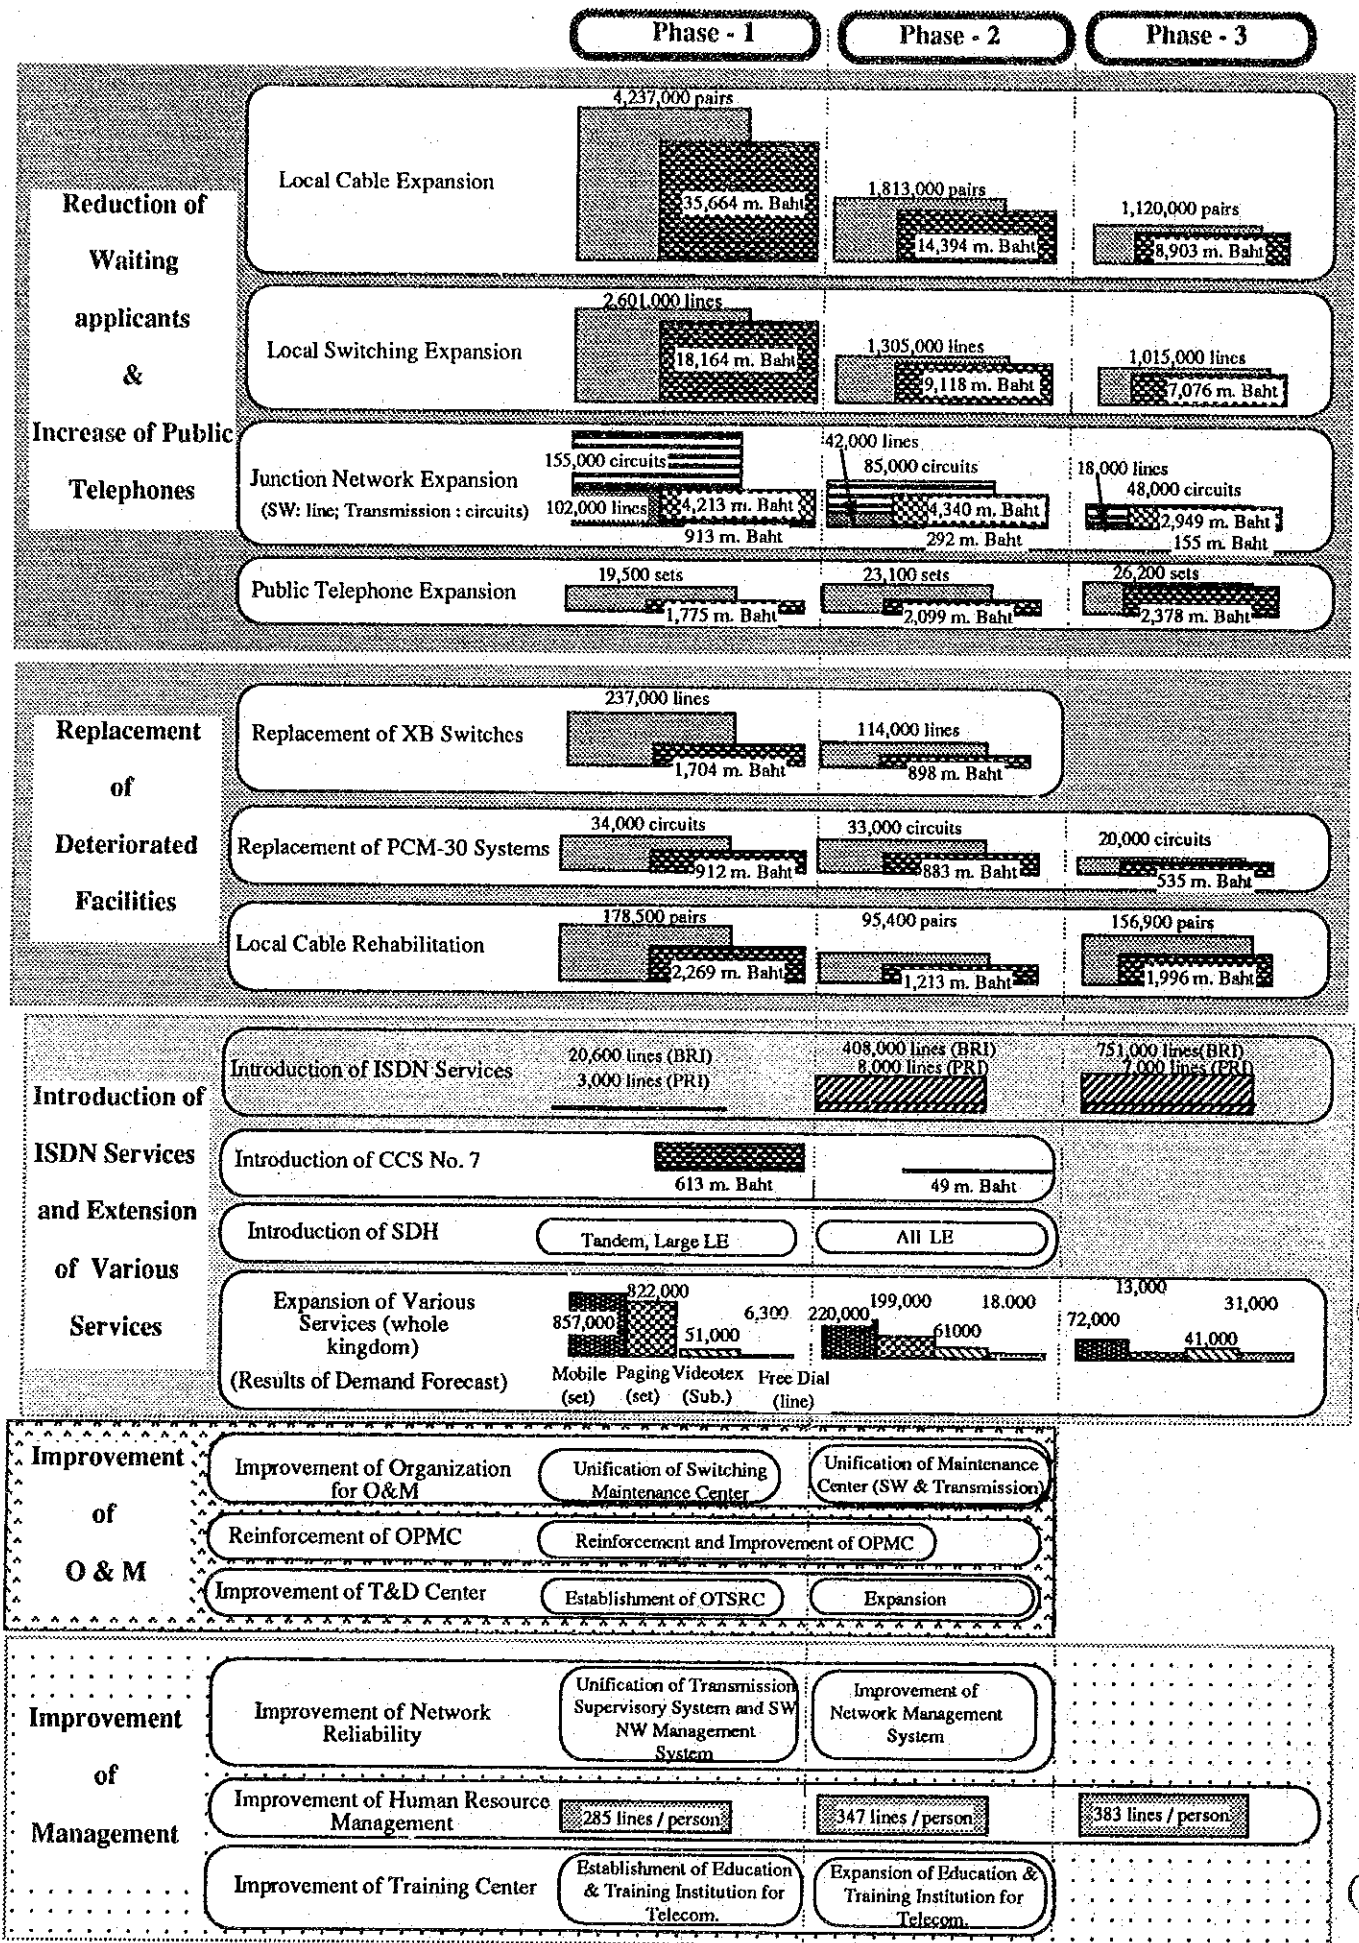 Phase - 1
Phase - 2
Phase - 3
Reduction of
Waiting
applicants
&
Increase of Public
Telephones
Local Cable Expansion
4,237,000 pairs
35,664 m. Baht
1,813,000 pairs
14,394 m. Baht
1,120,000 pairs
8,903 m. Baht
Local Switching Expansion
2,601,000 lines
18,164 m. Baht
1,305,000 lines
9,118 m. Baht
1,015,000 lines
7,076 m. Baht
Junction Network Expansion
(SW: line; Transmission : circuits)
155,000 circuits
102,000 lines
4,213 m. Baht
913 m. Baht
42,000 lines
85,000 circuits
4,340 m. Baht
292 m. Baht
18,000 lines
48,000 circuits
2,949 m. Baht
155 m. Baht
Public Telephone Expansion
19,500 sets
1,775 m. Baht
23,100 sets
2,099 m. Baht
26,200 sets
2,378 m. Baht
Replacement
of
Deteriorated
Facilities
Replacement of XB Switches
237,000 lines
1,704 m. Baht
114,000 lines
898 m. Baht
Replacement of PCM-30 Systems
34,000 circuits
912 m. Baht
33,000 circuits
883 m. Baht
20,000 circuits
535 m. Baht
Local Cable Rehabilitation
178,500 pairs
2,269 m. Baht
95,400 pairs
1,213 m. Baht
156,900 pairs
1,996 m. Baht
Introduction of
ISDN Services
and Extension
of Various
Services
Introduction of ISDN Services
20,600 lines (BRI)
3,000 lines (PRI)
408,000 lines (BRI)
8,000 lines (PRI)
751,000 lines(BRI)
7,000 lines (PRI)
Introduction of CCS No. 7
613 m. Baht
49 m. Baht
Introduction of SDH
Tandem, Large LE
All LE
Expansion of Various
Services (whole
kingdom)
(Results of Demand Forecast)
857,000
822,000
51,000
6,300
220,000
199,000
61000
18.000
72,000
13,000
41,000
31,000
Mobile
(set)
Paging
(set)
Videotex
(Sub.)
Free Dial
(line)
Improvement
of
O & M
Improvement of Organization
for O&M
Unification of Switching
Maintenance Center
Unification of Maintenance
Center (SW & Transmission)
Reinforcement of OPMC
Reinforcement and Improvement of OPMC
Improvement of T&D Center
Establishment of OTSRC
Expansion
Improvement
of
Management
Improvement of Network
Reliability
Unification of Transmission
Supervisory System and SW
NW Management
System
Improvement of
Network Management
System
Improvement of Human Resource
Management
285 lines / person
347 lines / person
383 lines / person
Improvement of Training Center
Establishment of Education
& Training Institution for
Telecom.
Expansion of Education &
Training Institution for
Telecom.